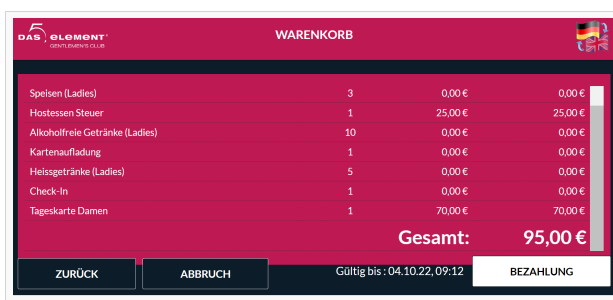 DAS 5 ELEMENT
GENTLEMEN'S CLUB
WARENKORB
Speisen (Ladies) 3 0,00 € 0,00 €
Hostessen Steuer 1 25,00 € 25,00 €
Alkoholfreie Getränke (Ladies) 10 0,00 € 0,00 €
Kartenaufladung 1 0,00 € 0,00 €
Heissgetränke (Ladies) 5 0,00 € 0,00 €
Check-In 1 0,00 € 0,00 €
Tageskarte Damen 1 70,00 € 70,00 €
Gesamt: 95,00 €
ZURÜCK ABBRUCH Gültig bis : 04.10.22, 09:12 BEZAHLUNG